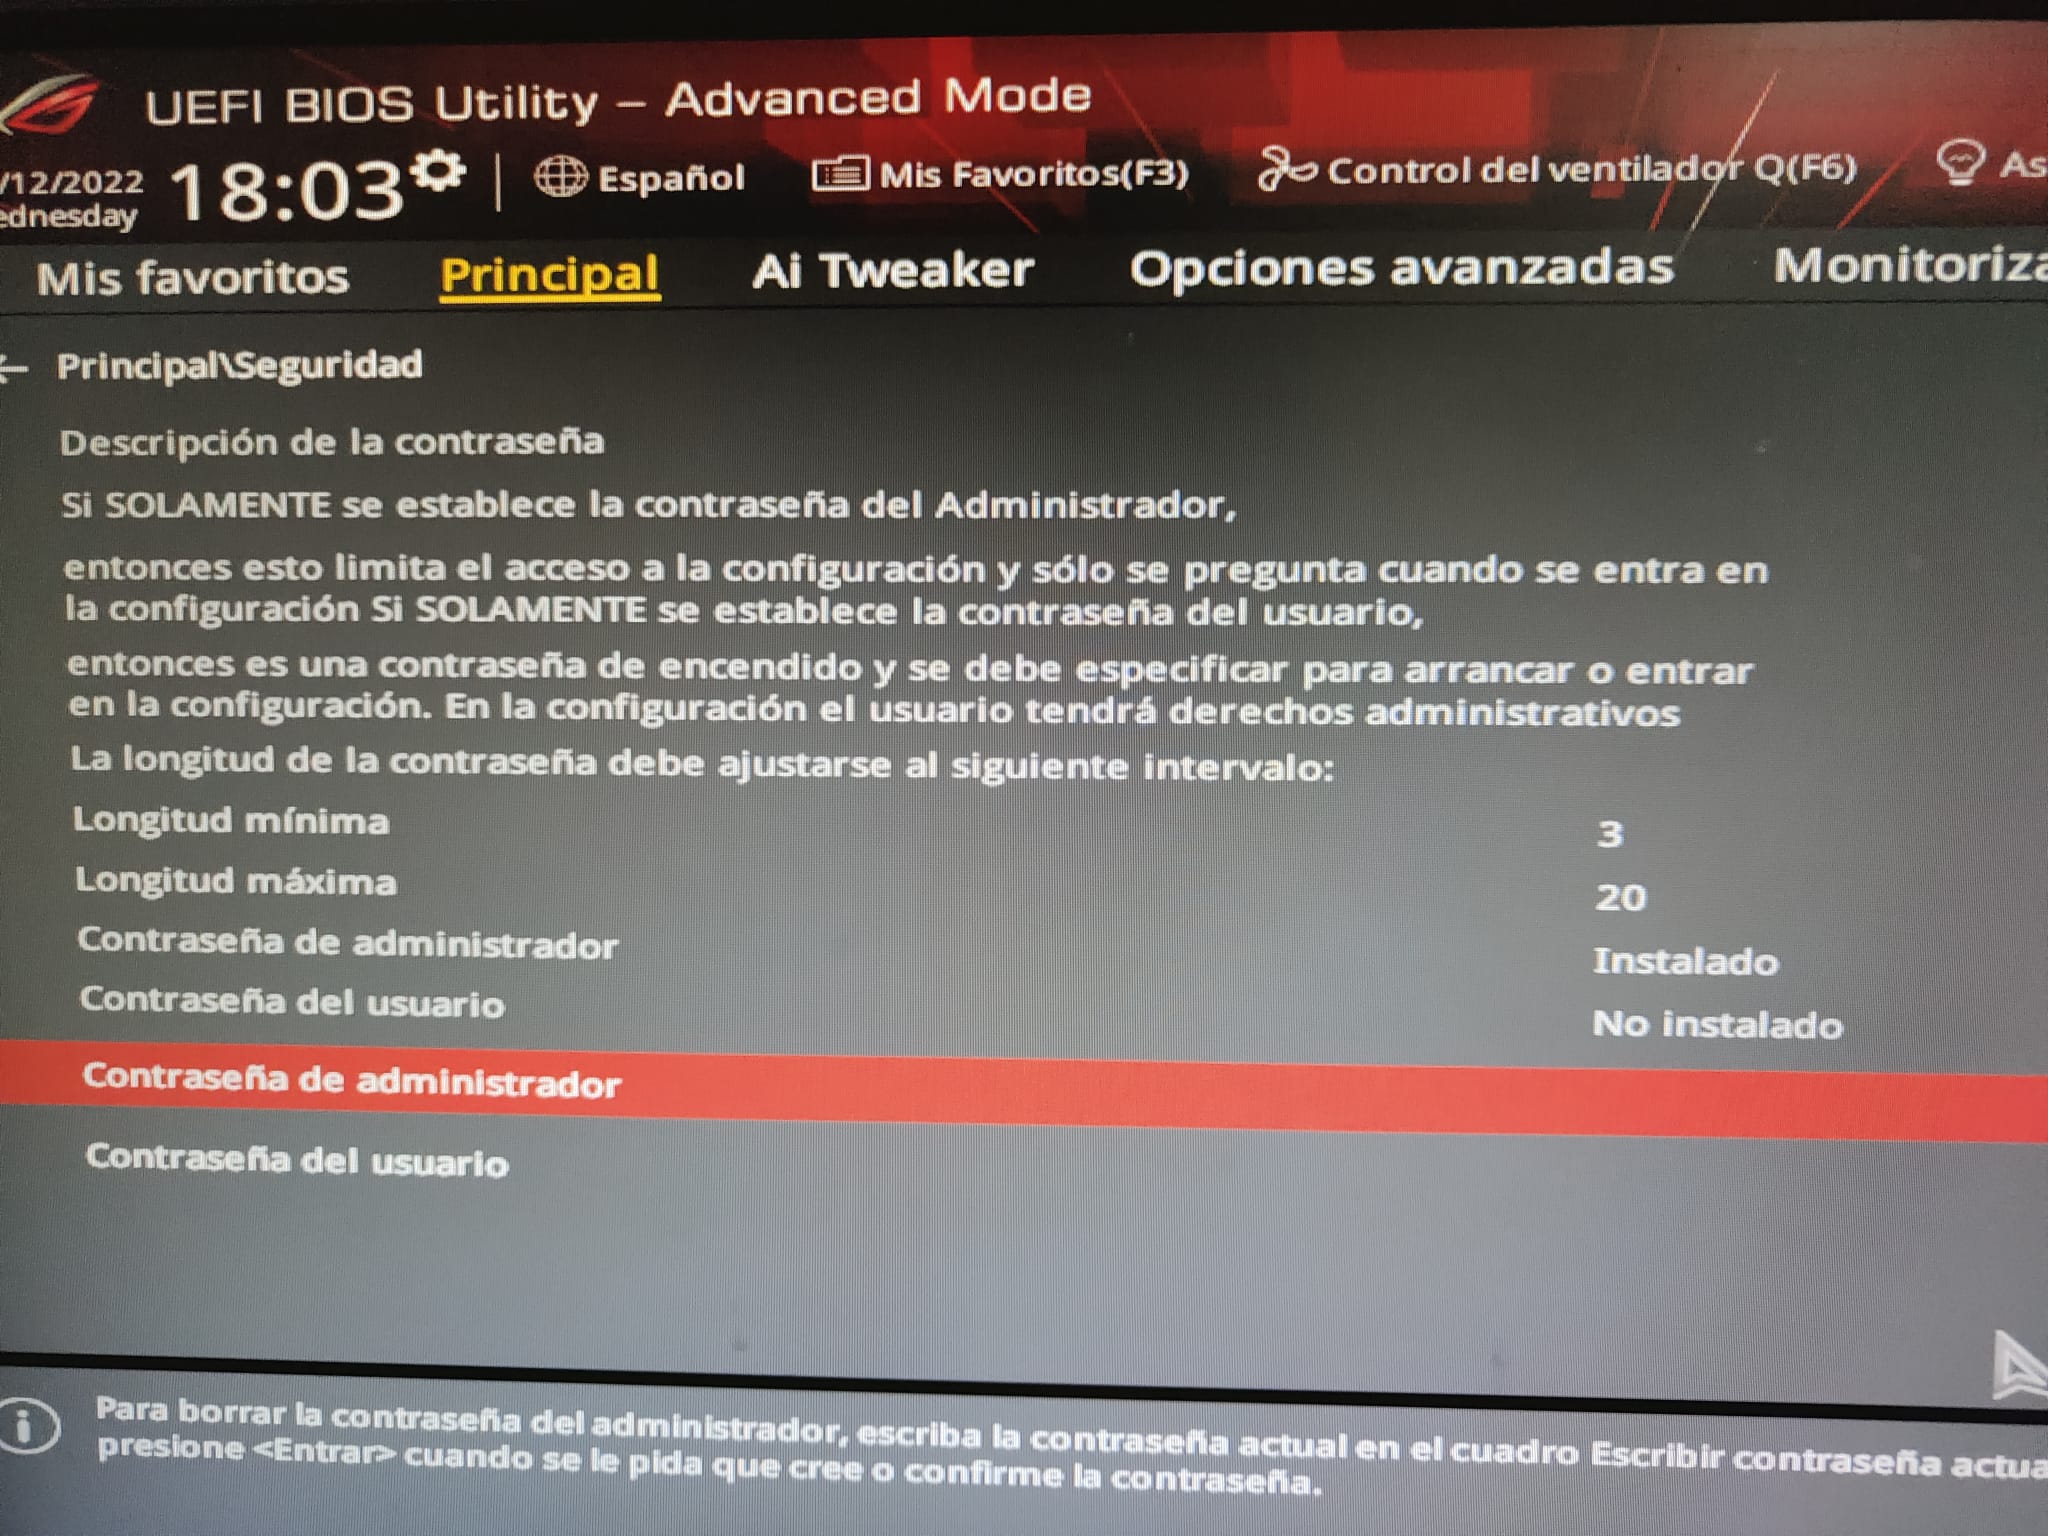 UEFI BIOS Utility – Advanced Mode
/12/2022
ednesday
18:03
Español
Mis Favoritos(F3)
Control del ventilador Q(F6)
As
Mis favoritos
Principal
Ai Tweaker
Opciones avanzadas
Monitoriza
Principal\Seguridad
Descripción de la contraseña
Si SOLAMENTE se establece la contraseña del Administrador,
entonces esto limita el acceso a la configuración y sólo se pregunta cuando se entra en
la configuración Si SOLAMENTE se establece la contraseña del usuario,
entonces es una contraseña de encendido y se debe especificar para arrancar o entrar
en la configuración. En la configuración el usuario tendrá derechos administrativos
La longitud de la contraseña debe ajustarse al siguiente intervalo:
Longitud mínima 3
Longitud máxima 20
Contraseña de administrador Instalado
Contraseña del usuario No instalado
Contraseña de administrador
Contraseña del usuario
Para borrar la contraseña del administrador, escriba la contraseña actual en el cuadro Escribir contraseña actua
presione <Entrar> cuando se le pida que cree o confirme la contraseña.